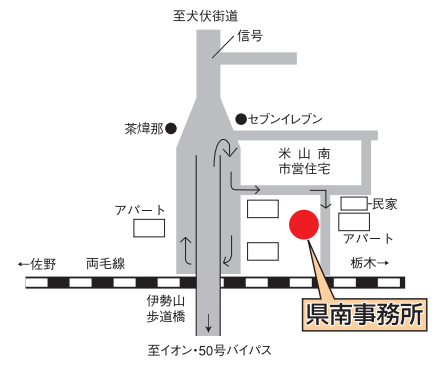 至犬伏街道
信号
茶煒那
セブンイレブン
米山南
市営住宅
アパート
民家
アパート
←佐野
両毛線
栃木→
伊勢山
歩道橋
県南事務所
至イオン・50号バイパス